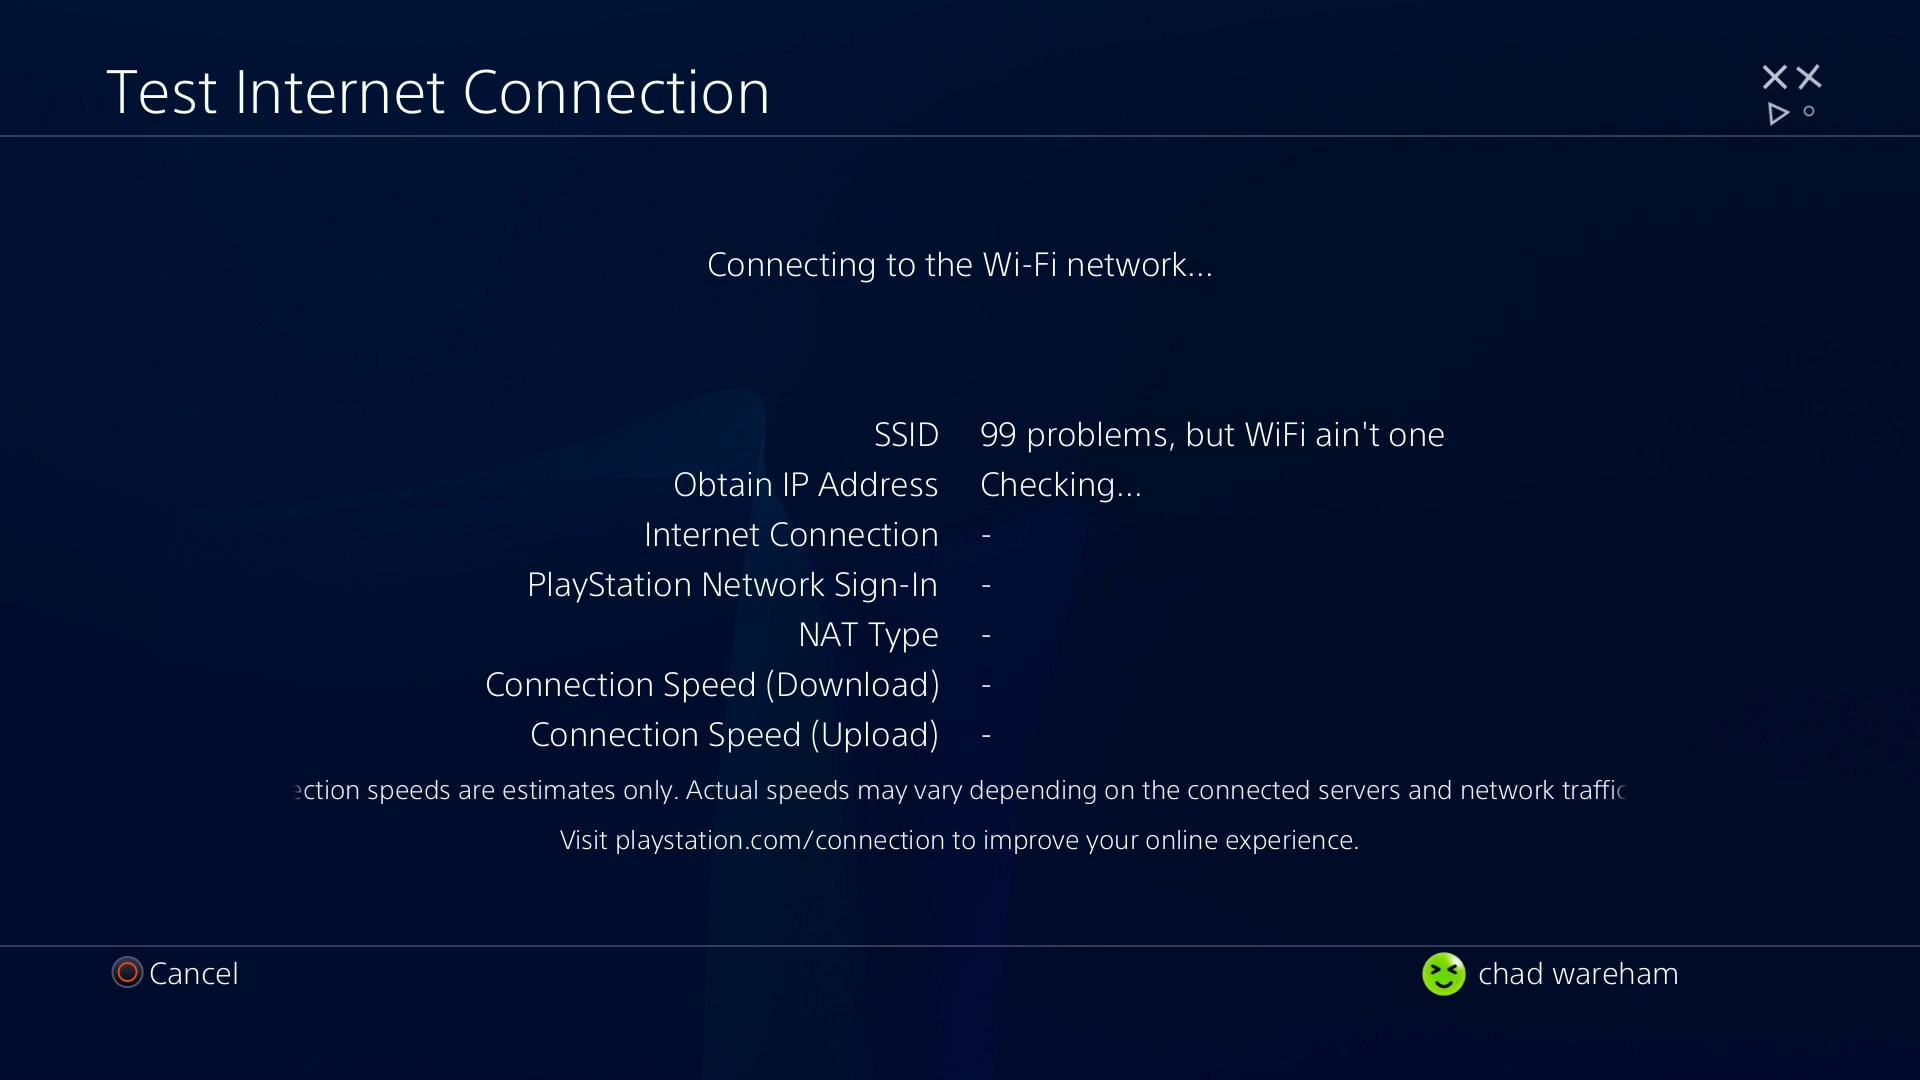 Test Internet Connection
Connecting to the Wi-Fi network...
SSID 99 problems, but WiFi ain't one
Obtain IP Address Checking...
Internet Connection -
PlayStation Network Sign-In -
NAT Type -
Connection Speed (Download) -
Connection Speed (Upload) -
ection speeds are estimates only. Actual speeds may vary depending on the connected servers and network traffic
Visit playstation.com/connection to improve your online experience.
Cancel
chad wareham